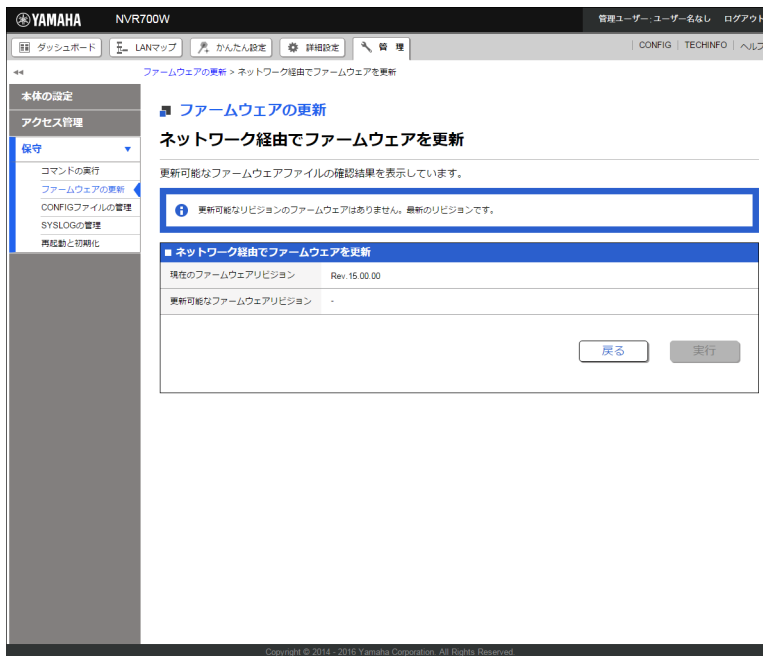 YAMAHA NVR700W 管理ユーザー:ユーザー名なし ログアウト
ダッシュボード LANマップ かんたん設定 詳細設定 管 理 CONFIG TECHINFO ヘルプ
ファームウェアの更新 > ネットワーク経由でファームウェアを更新
本体の設定
アクセス管理
保守
コマンドの実行
ファームウェアの更新
CONFIGファイルの管理
SYSLOGの管理
再起動と初期化
ファームウェアの更新
ネットワーク経由でファームウェアを更新
更新可能なファームウェアファイルの確認結果を表示しています。
更新可能なリビジョンのファームウェアはありません。最新のリビジョンです。
ネットワーク経由でファームウェアを更新
現在のファームウェアリビジョン Rev.15.00.00
更新可能なファームウェアリビジョン -
戻る 実行
Copyright © 2014 - 2016 Yamaha Corporation. All Rights Reserved.